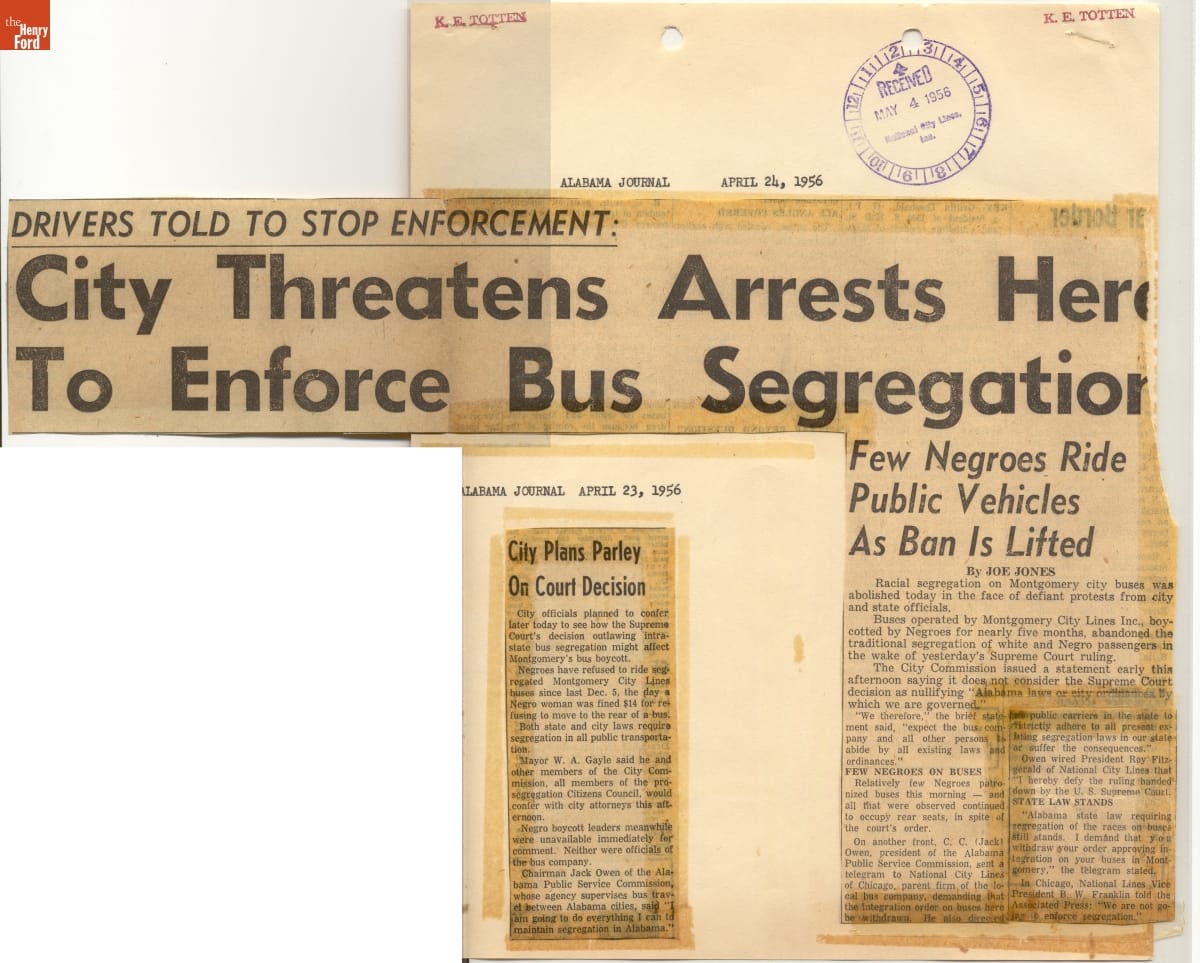 the
Henry
Ford
K. E. TOTTEN
K. E. TOTTEN
RECEIVED
MAY 4 1956
National City Lines,
Inc.
12 1 2 3 4 5 6 7 8 9 10
ALABAMA JOURNAL APRIL 24, 1956
DRIVERS TOLD TO STOP ENFORCEMENT:
City Threatens Arrests Here
To Enforce Bus Segregation
Few Negroes Ride
Public Vehicles
As Ban Is Lifted
By JOE JONES
Racial segregation on Montgomery city buses was
abolished today in the face of defiant protests from city
and state officials.
Buses operated by Montgomery City Lines Inc., boy-
cotted by Negroes for nearly five months, abandoned the
traditional segregation of white and Negro passengers in
the wake of yesterday's Supreme Court ruling.
The City Commission issued a statement early this
afternoon saying it does not consider the Supreme Court
decision as nullifying "Alabama laws or city ordinances by
which we are governed."
"We therefore," the brief state-
ment said, "expect the bus com-
pany and all other persons to
abide by all existing laws and
ordinances."
FEW NEGROES ON BUSES
Relatively few Negroes patro-
nized buses this morning — and
all that were observed continued
to occupy rear seats, in spite of
the court's order.
On another front, C. C. (Jack)
Owen, president of the Alabama
Public Service Commission, sent a
telegram to National City Lines
of Chicago, parent firm of the lo-
cal bus company, demanding that
the integration order on buses here
be withdrawn. He also directed
public carriers in the state to
strictly adhere to all present ex-
isting segregation laws in our state
or suffer the consequences."
Owen wired President Roy Fitz-
gerald of National City Lines that
"I hereby defy the ruling handed
down by the U. S. Supreme Court.
STATE LAW STANDS
"Alabama state law requiring
segregation of the races on buses
still stands. I demand that you
withdraw your order approving in-
tegration on your buses in Mont-
gomery," the telegram stated.
In Chicago, National Lines Vice
President B. W. Franklin told the
Associated Press: "We are not go-
ing to enforce segregation."
ALABAMA JOURNAL APRIL 23, 1956
City Plans Parley
On Court Decision
City officials planned to confer
later today to see how the Supreme
Court's decision outlawing intra-
state bus segregation might affect
Montgomery's bus boycott.
Negroes have refused to ride seg-
regated Montgomery City Lines
buses since last Dec. 5, the day a
Negro woman was fined $14 for re-
fusing to move to the rear of a bus.
Both state and city laws require
segregation in all public transporta-
tion.
Mayor W. A. Gayle said he and
other members of the City Com-
mission, all members of the pro-
segregation Citizens Council, would
confer with city attorneys this aft-
ernoon.
Negro boycott leaders meanwhile
were unavailable immediately for
comment. Neither were officials of
the bus company.
Chairman Jack Owen of the Ala-
bama Public Service Commission,
whose agency supervises bus trav-
el between Alabama cities, said "I
am going to do everything I can to
maintain segregation in Alabama."